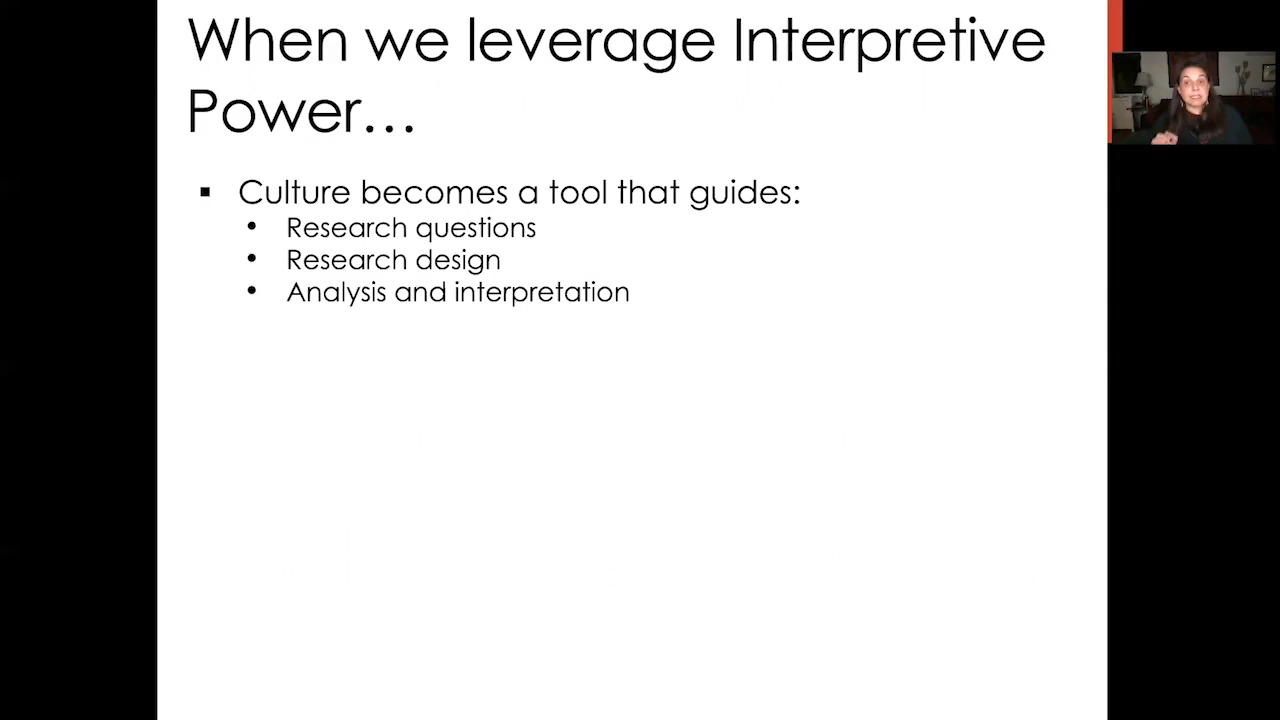 When we leverage Interpretive
Power…
▪ Culture becomes a tool that guides:
• Research questions
• Research design
• Analysis and interpretation